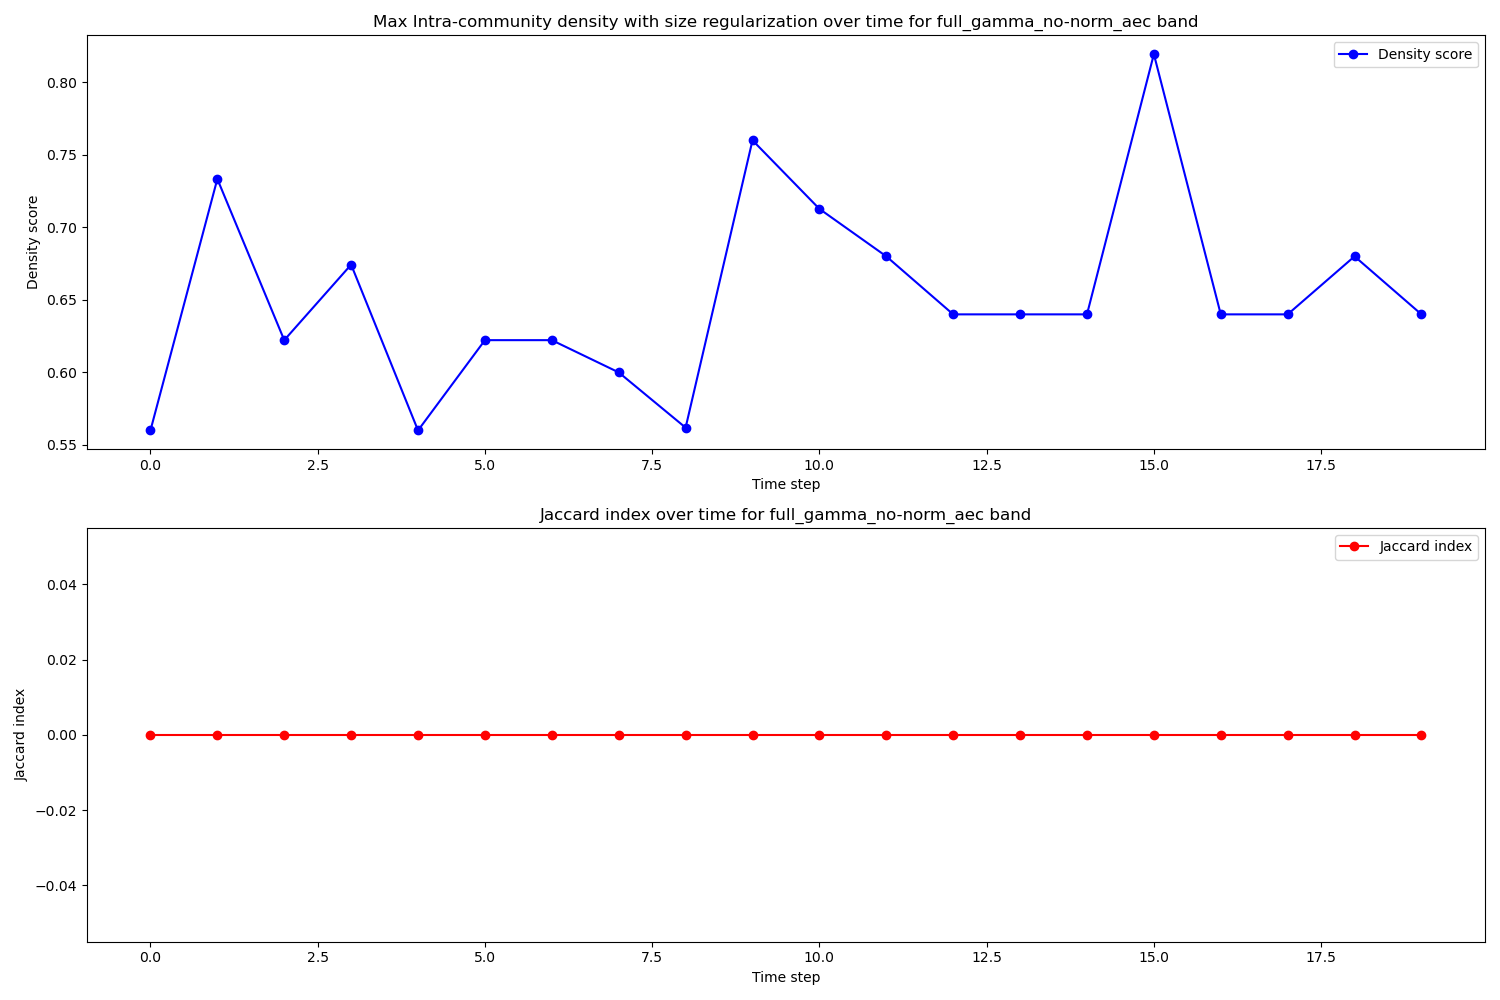 Max Intra-community density with size regularization over time for full_gamma_no-norm_aec band
Density score
0.80
0.75
0.70
0.65
0.60
0.55
Density score
0.0 2.5 5.0 7.5 10.0 12.5 15.0 17.5
Time step
Jaccard index over time for full_gamma_no-norm_aec band
Jaccard index
0.04
0.02
0.00
−0.02
−0.04
Jaccard index
0.0 2.5 5.0 7.5 10.0 12.5 15.0 17.5
Time step